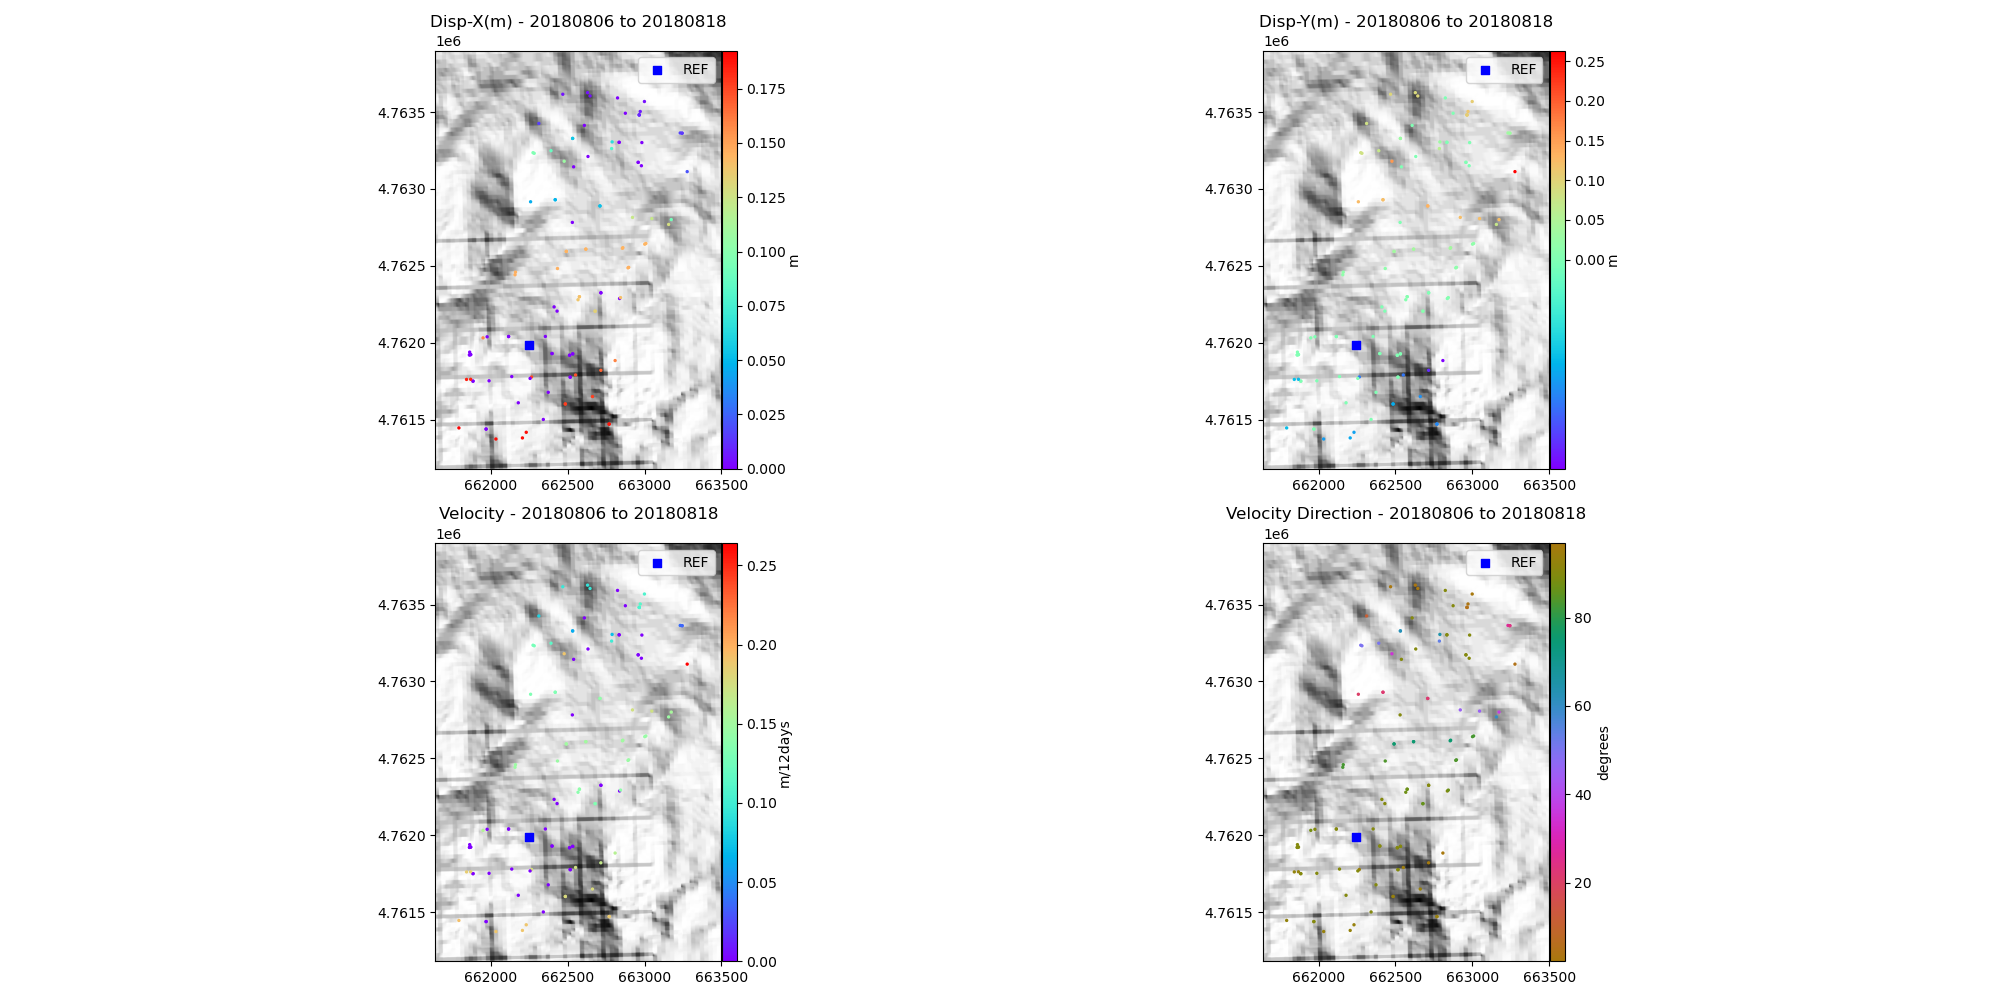 Disp-X(m) - 20180806 to 20180818
1e6
REF
4.7635
4.7630
4.7625
4.7620
4.7615
662000 662500 663000 663500
0.175
0.150
0.125
0.100
0.075
0.050
0.025
0.000
m
Disp-Y(m) - 20180806 to 20180818
1e6
REF
4.7635
4.7630
4.7625
4.7620
4.7615
662000 662500 663000 663500
0.25
0.20
0.15
0.10
0.05
0.00
m
Velocity - 20180806 to 20180818
1e6
REF
4.7635
4.7630
4.7625
4.7620
4.7615
662000 662500 663000 663500
0.25
0.20
0.15
0.10
0.05
0.00
m/12days
Velocity Direction - 20180806 to 20180818
1e6
REF
4.7635
4.7630
4.7625
4.7620
4.7615
662000 662500 663000 663500
80
60
40
20
degrees